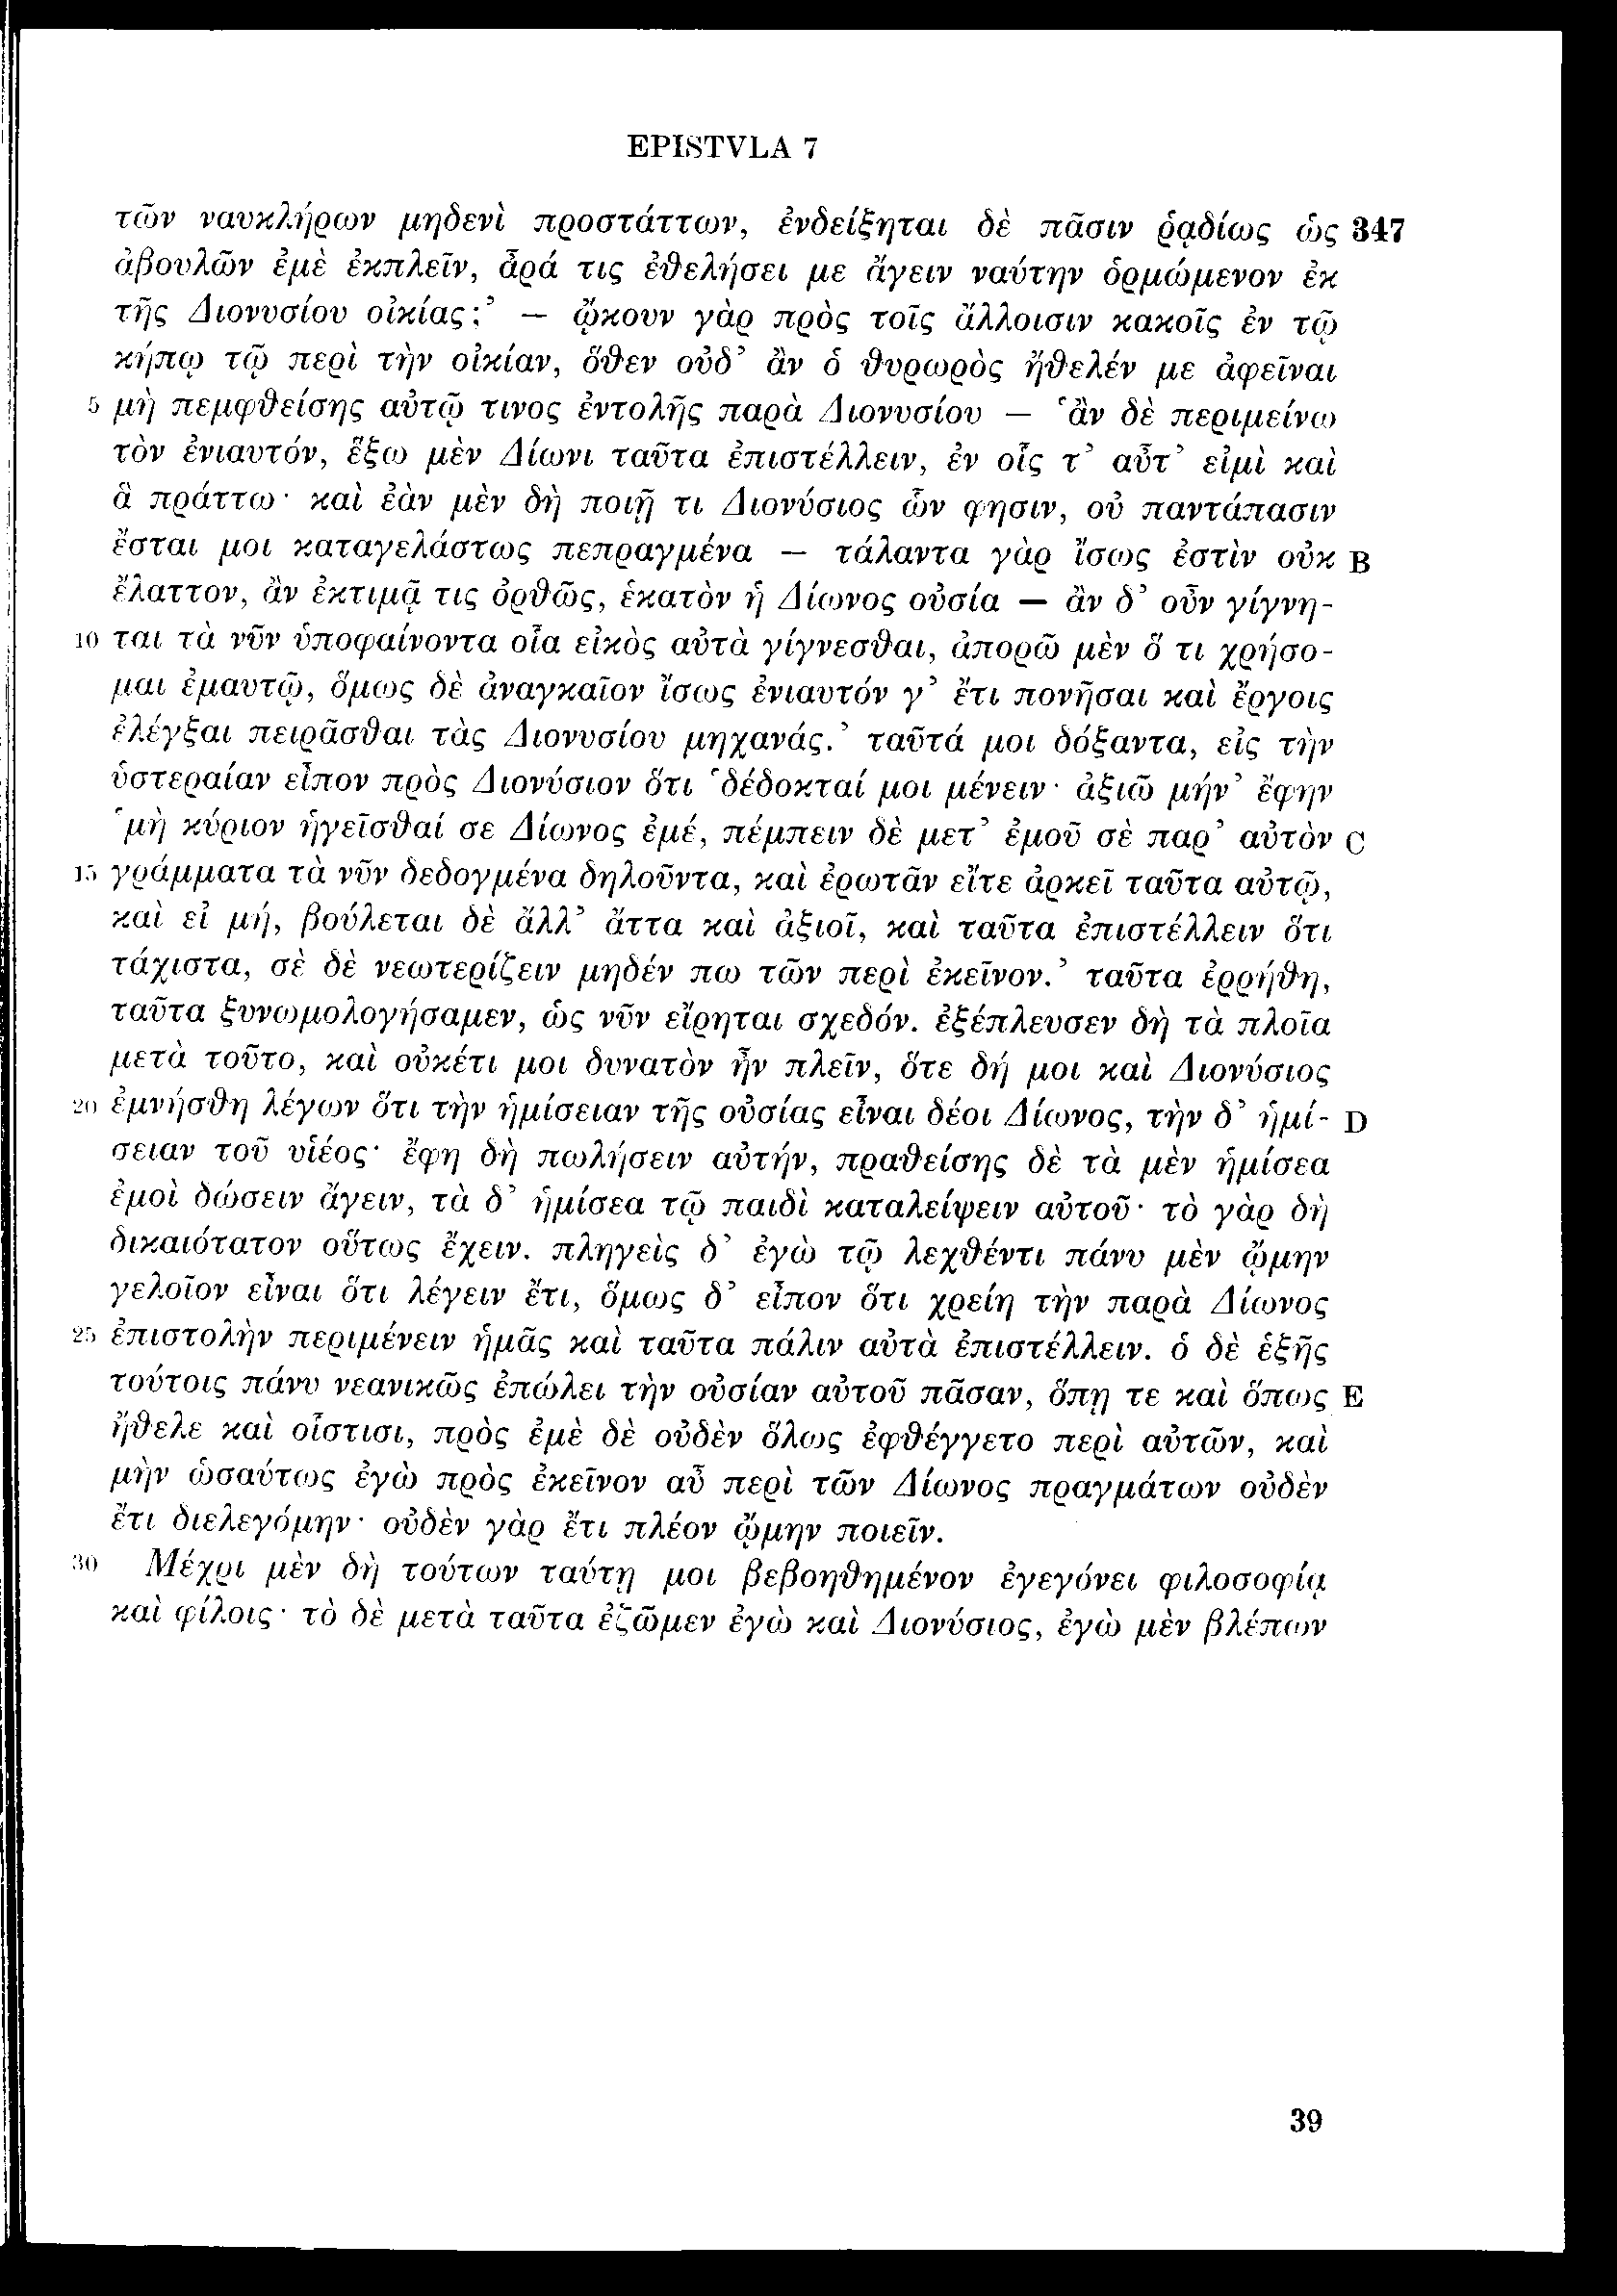 EPISTVLA 7
τῶν ναυκλήρων μηδενὶ προστάττων, ἐνδείξηται δὲ πᾶσιν ῥᾳδίως ὡς 347
ἀβουλῶν ἐμὲ ἐκπλεῖν, ἆρά τις ἐθελήσει με ἄγειν ναύτην ὁρμώμενον ἐκ
τῆς Διονυσίου οἰκίας;’ — ᾤκουν γὰρ πρὸς τοῖς ἄλλοισιν κακοῖς ἐν τῷ
κήπῳ τῷ περὶ τὴν οἰκίαν, ὅθεν οὐδ’ ἂν ὁ θυρωρὸς ἤθελέν με ἀφεῖναι
5 μὴ πεμφθείσης αὐτῷ τινος ἐντολῆς παρὰ Διονυσίου — ‘ἂν δὲ περιμείνω
τὸν ἐνιαυτόν, ἕξω μὲν Δίωνι ταῦτα ἐπιστέλλειν, ἐν οἷς τ’ αὖτ’ εἰμὶ καὶ
ἃ πράττω· καὶ ἐὰν μὲν δὴ ποιῇ τι Διονύσιος ὧν φησιν, οὐ παντάπασιν
ἔσται μοι καταγελάστως πεπραγμένα — τάλαντα γὰρ ἴσως ἐστὶν οὐκ B
ἔλαττον, ἂν ἐκτιμᾷ τις ὀρθῶς, ἑκατὸν ἡ Δίωνος οὐσία — ἂν δ’ οὖν γίγνη-
10 ται τὰ νῦν ὑποφαίνοντα οἷα εἰκὸς αὐτὰ γίγνεσθαι, ἀπορῶ μὲν ὅ τι χρήσο-
μαι ἐμαυτῷ, ὅμως δὲ ἀναγκαῖον ἴσως ἐνιαυτόν γ’ ἔτι πονῆσαι καὶ ἔργοις
ἐλέγξαι πειρᾶσθαι τὰς Διονυσίου μηχανάς.’ ταῦτά μοι δόξαντα, εἰς τὴν
ὑστεραίαν εἶπον πρὸς Διονύσιον ὅτι ‘δέδοκταί μοι μένειν· ἀξιῶ μήν’ ἔφην
‘μὴ κύριον ἡγεῖσθαί σε Δίωνος ἐμέ, πέμπειν δὲ μετ’ ἐμοῦ σὲ παρ’ αὐτὸν C
15 γράμματα τὰ νῦν δεδογμένα δηλοῦντα, καὶ ἐρωτᾶν εἴτε ἀρκεῖ ταῦτα αὐτῷ,
καὶ εἰ μή, βούλεται δὲ ἄλλ’ ἄττα καὶ ἀξιοῖ, καὶ ταῦτα ἐπιστέλλειν ὅτι
τάχιστα, σὲ δὲ νεωτερίζειν μηδέν πω τῶν περὶ ἐκεῖνον.’ ταῦτα ἐρρήθη,
ταῦτα ξυνωμολογήσαμεν, ὡς νῦν εἴρηται σχεδόν. ἐξέπλευσεν δὴ τὰ πλοῖα
μετὰ τοῦτο, καὶ οὐκέτι μοι δυνατὸν ἦν πλεῖν, ὅτε δή μοι καὶ Διονύσιος
20 ἐμνήσθη λέγων ὅτι τὴν ἡμίσειαν τῆς οὐσίας εἶναι δέοι Δίωνος, τὴν δ’ ἡμί- D
σειαν τοῦ υἱέος· ἔφη δὴ πωλήσειν αὐτήν, πραθείσης δὲ τὰ μὲν ἡμίσεα
ἐμοὶ δώσειν ἄγειν, τὰ δ’ ἡμίσεα τῷ παιδὶ καταλείψειν αὐτοῦ· τὸ γὰρ δὴ
δικαιότατον οὕτως ἔχειν. πληγεὶς δ’ ἐγὼ τῷ λεχθέντι πάνυ μὲν ᾤμην
γελοῖον εἶναι ὅτι λέγειν ἔτι, ὅμως δ’ εἶπον ὅτι χρείη τὴν παρὰ Δίωνος
25 ἐπιστολὴν περιμένειν ἡμᾶς καὶ ταῦτα πάλιν αὐτὰ ἐπιστέλλειν. ὁ δὲ ἑξῆς
τούτοις πάνυ νεανικῶς ἐπώλει τὴν οὐσίαν αὐτοῦ πᾶσαν, ὅπῃ τε καὶ ὅπως E
ἤθελε καὶ οἷστισι, πρὸς ἐμὲ δὲ οὐδὲν ὅλως ἐφθέγγετο περὶ αὐτῶν, καὶ
μὴν ὡσαύτως ἐγὼ πρὸς ἐκεῖνον αὖ περὶ τῶν Δίωνος πραγμάτων οὐδὲν
ἔτι διελεγόμην· οὐδὲν γὰρ ἔτι πλέον ᾤμην ποιεῖν.
30 Μέχρι μὲν δὴ τούτων ταύτῃ μοι βεβοηθημένον ἐγεγόνει φιλοσοφίᾳ
καὶ φίλοις· τὸ δὲ μετὰ ταῦτα ἐζῶμεν ἐγὼ καὶ Διονύσιος, ἐγὼ μὲν βλέπων
39